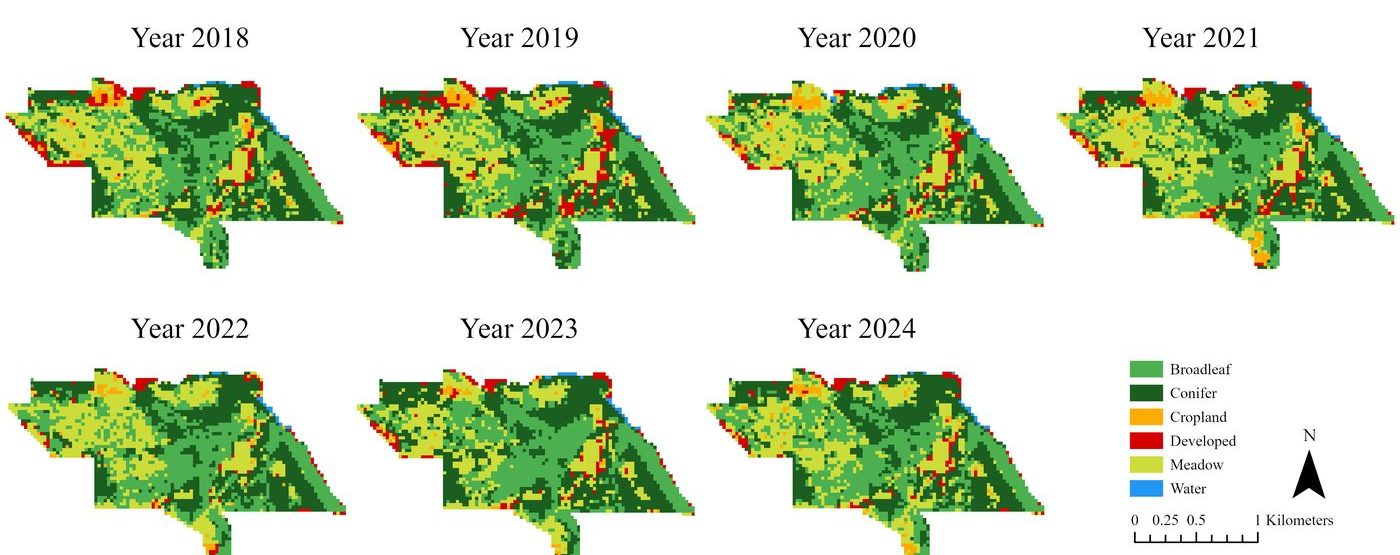 Year 2018
Year 2019
Year 2020
Year 2021
Year 2022
Year 2023
Year 2024
Broadleaf
Conifer
Cropland
Developed
Meadow
Water
N
0 0.25 0.5 1 Kilometers